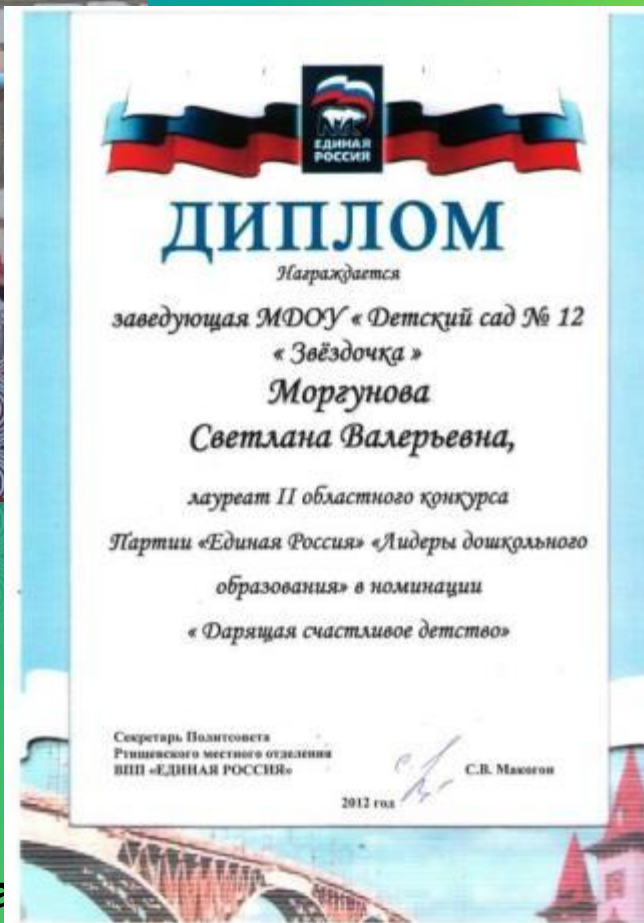 ЕДИНАЯ
РОССИЯ
ДИПЛОМ
Награждается
заведующая МДОУ « Детский сад № 12
« Звёздочка »
Моргунова
Светлана Валерьевна,
лауреат II областного конкурса
Партии «Единая Россия» «Лидеры дошкольного
образования» в номинации
« Дарящая счастливое детство»
Секретарь Политсовета
Ртищевского местного отделения
ВПП «ЕДИНАЯ РОССИЯ»
С.В. Макогон
2012 год